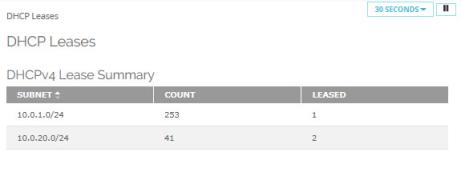 DHCP Leases
30 SECONDS
DHCP Leases
DHCPv4 Lease Summary
SUBNET COUNT LEASED
10.0.1.0/24 253 1
10.0.20.0/24 41 2